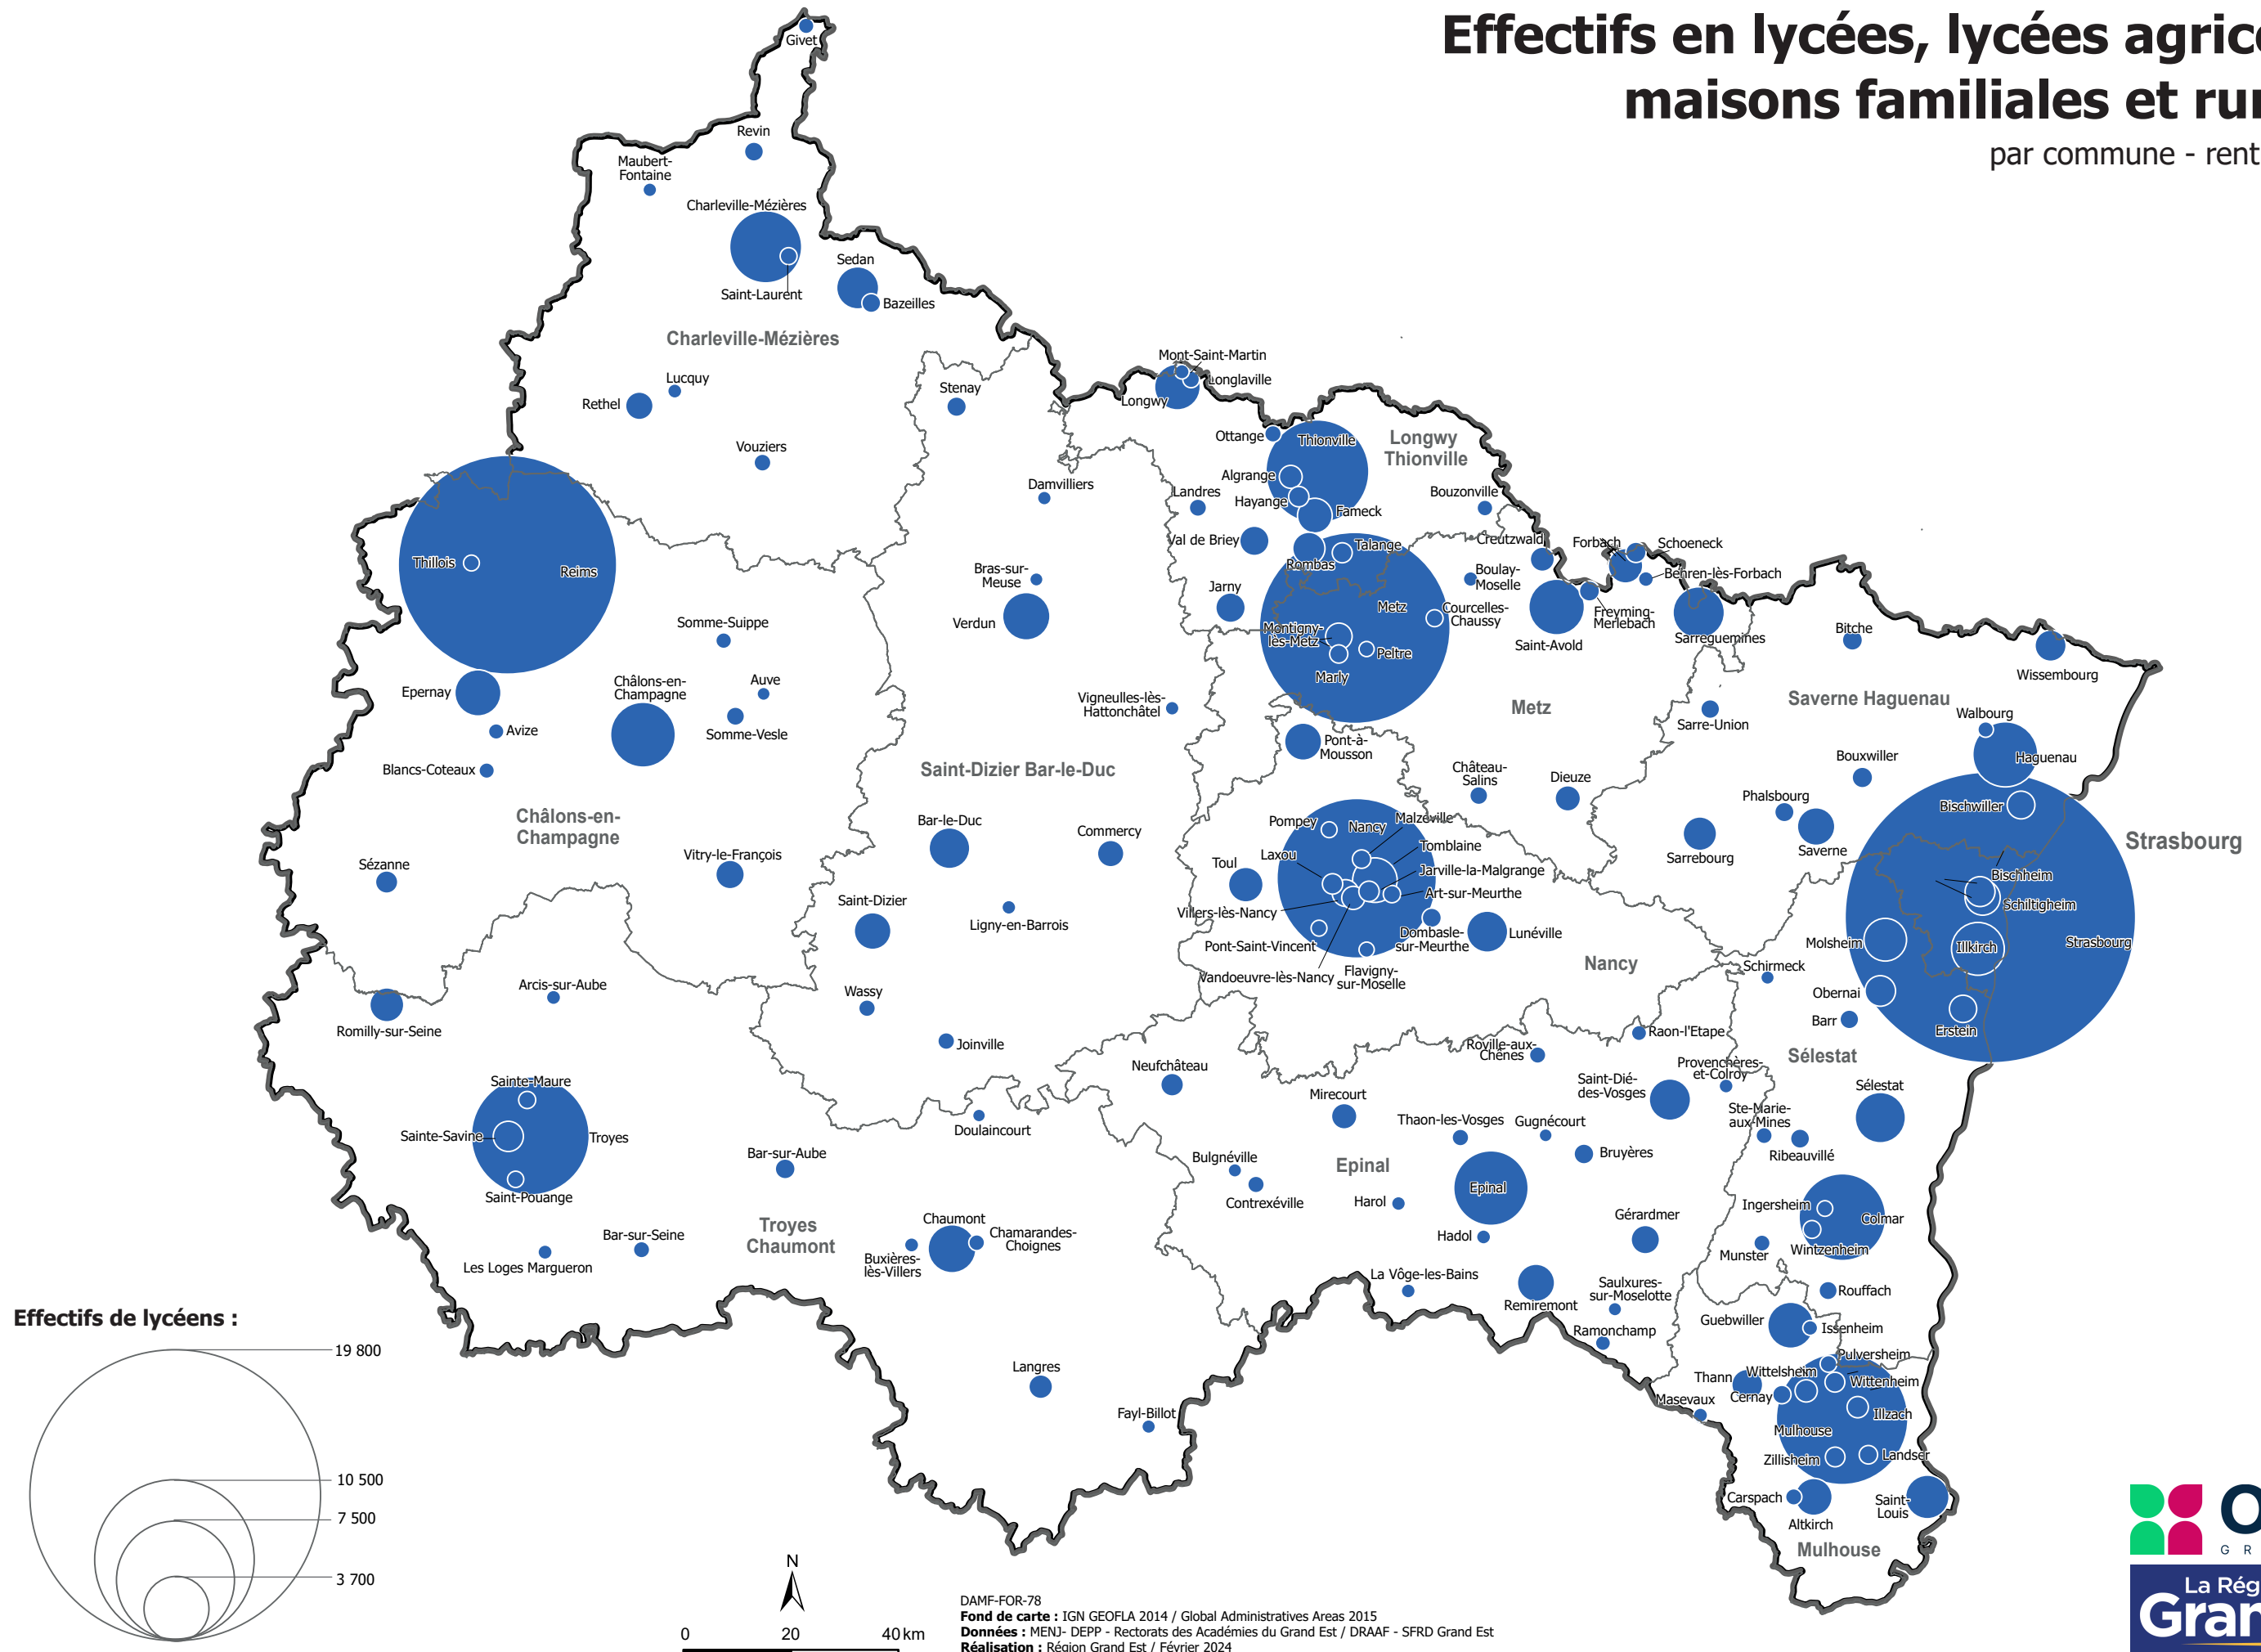 Effectifs en lycées, lycées agric
maisons familiales et rur
par commune - rent
Givet
Revin
Maubert-
Fontaine
Charleville-Mézières
Saint-Laurent
Sedan
Bazeilles
Charleville-Mézières
Lucquy
Rethel
Vouziers
Stenay
Mont-Saint-Martin
Longlaville
Longwy
Ottange
Thionville
Longwy
Thionville
Algrange
Hayange
Fameck
Bouzonville
Damvilliers
Landres
Val de Briey
Talange
Rombas
Creutzwald
Forbach
Schoeneck
Behren-lès-Forbach
Thillois
Reims
Bras-sur-
Meuse
Verdun
Jarny
Metz
Boulay-
Moselle
Courcelles-
Chaussy
Freyming-
Merlebach
Montigny-
lès-Metz
Peltre
Marly
Saint-Avold
Sarreguemines
Bitche
Wissembourg
Somme-Suippe
Epernay
Châlons-en-
Champagne
Auve
Somme-Vesle
Avize
Blancs-Coteaux
Vigneulles-lès-
Hattonchâtel
Metz
Saverne Haguenau
Sarre-Union
Walbourg
Haguenau
Pont-à-
Mousson
Saint-Dizier Bar-le-Duc
Château-
Salins
Dieuze
Bouxwiller
Phalsbourg
Bischwiller
Châlons-en-
Champagne
Bar-le-Duc
Commercy
Pompey
Nancy
Malzéville
Tomblaine
Laxou
Jarville-la-Malgrange
Art-sur-Meurthe
Toul
Sarrebourg
Saverne
Strasbourg
Sézanne
Vitry-le-François
Bischheim
Schiltigheim
Saint-Dizier
Ligny-en-Barrois
Villers-lès-Nancy
Pont-Saint-Vincent
Dombasle-
sur-Meurthe
Lunéville
Vandoeuvre-lès-Nancy
Flavigny-
sur-Moselle
Nancy
Molsheim
Illkirch
Strasbourg
Schirmeck
Obernai
Barr
Erstein
Arcis-sur-Aube
Wassy
Romilly-sur-Seine
Joinville
Raon-l'Etape
Roville-aux-
Chênes
Sélestat
Neufchâteau
Provenchères-
et-Colroy
Saint-Dié-
des-Vosges
Sélestat
Sainte-Maure
Sainte-Savine
Troyes
Saint-Pouange
Doulaincourt
Mirecourt
Thaon-les-Vosges
Gugnécourt
Ste-Marie-
aux-Mines
Ribeauvillé
Bar-sur-Aube
Bruyères
Bulgnéville
Contrexéville
Epinal
Epinal
Harol
Hadol
Ingersheim
Colmar
Wintzenheim
Munster
Gérardmer
Troyes
Chaumont
Chaumont
Chamarandes-
Choignes
Buxières-
lès-Villers
Bar-sur-Seine
Les Loges Margueron
La Vôge-les-Bains
Remiremont
Saulxures-
sur-Moselotte
Ramonchamp
Rouffach
Guebwiller
Issenheim
Pulversheim
Wittelsheim
Thann
Cernay
Wittenheim
Masevaux
Illzach
Mulhouse
Zillisheim
Landser
Langres
Fayl-Billot
Carspach
Altkirch
Saint-
Louis
Mulhouse
Effectifs de lycéens :
19 800
10 500
7 500
3 700
N
0 20 40 km
DAMF-FOR-78
Fond de carte : IGN GEOFLA 2014 / Global Administratives Areas 2015
Données : MENJ- DEPP - Rectorats des Académies du Grand Est / DRAAF - SFRD Grand Est
Réalisation : Région Grand Est / Février 2024
O
G R
La Rég
Gran